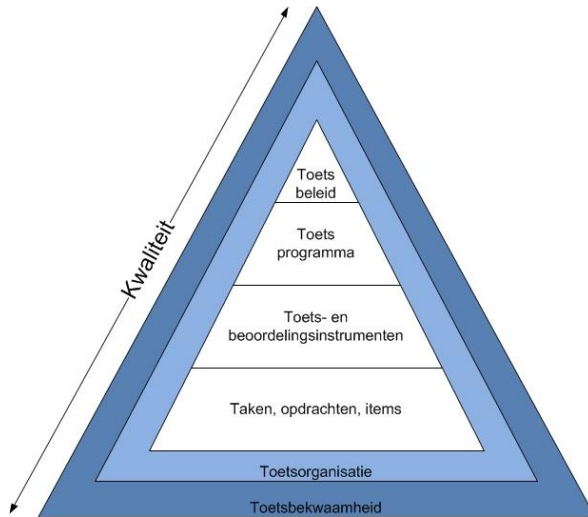 Kwaliteit
Toets
beleid
Toets
programma
Toets- en
beoordelingsinstrumenten
Taken, opdrachten, items
Toetsorganisatie
Toetsbekwaamheid